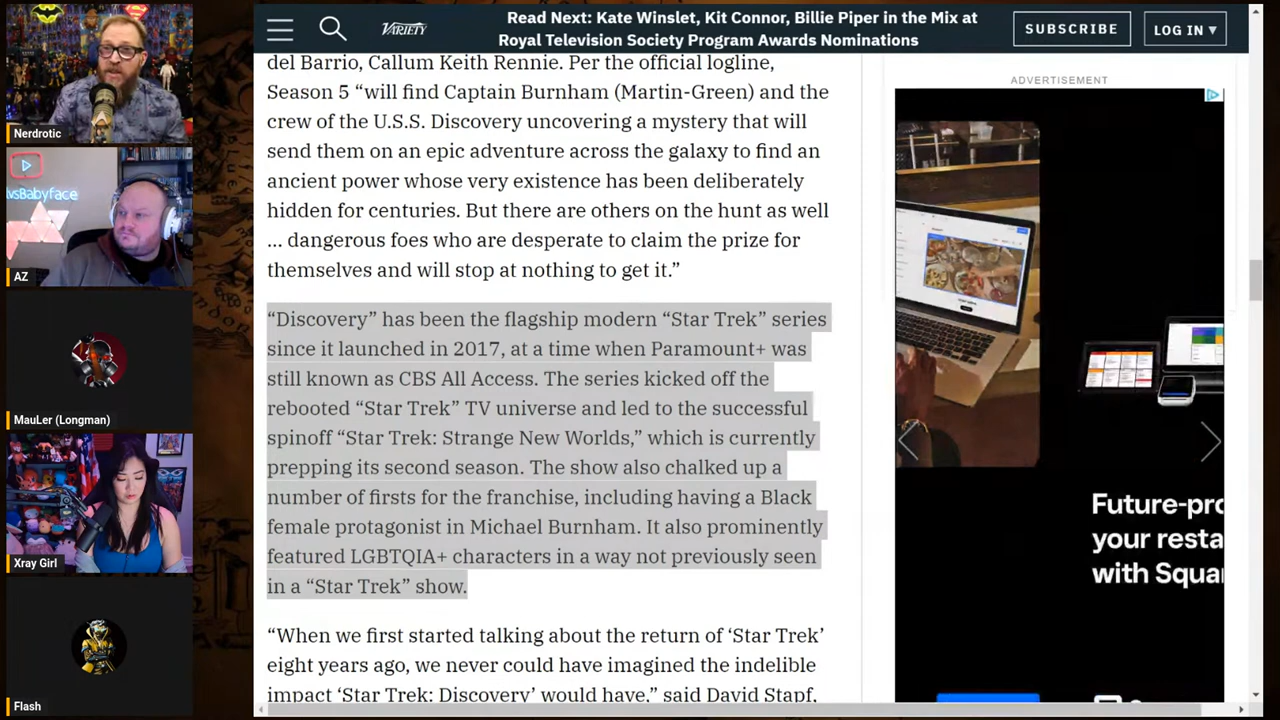 Nerdrotic
vsBabyface
AZ
MauLer (Longman)
Xray Girl
Flash
VARIETY
Read Next: Kate Winslet, Kit Connor, Billie Piper in the Mix at
Royal Television Society Program Awards Nominations
SUBSCRIBE
LOG IN ▾
del Barrio, Callum Keith Rennie. Per the official logline,
Season 5 “will find Captain Burnham (Martin-Green) and the
crew of the U.S.S. Discovery uncovering a mystery that will
send them on an epic adventure across the galaxy to find an
ancient power whose very existence has been deliberately
hidden for centuries. But there are others on the hunt as well
… dangerous foes who are desperate to claim the prize for
themselves and will stop at nothing to get it.”
“Discovery” has been the flagship modern “Star Trek” series
since it launched in 2017, at a time when Paramount+ was
still known as CBS All Access. The series kicked off the
rebooted “Star Trek” TV universe and led to the successful
spinoff “Star Trek: Strange New Worlds,” which is currently
prepping its second season. The show also chalked up a
number of firsts for the franchise, including having a Black
female protagonist in Michael Burnham. It also prominently
featured LGBTQIA+ characters in a way not previously seen
in a “Star Trek” show.
“When we first started talking about the return of ‘Star Trek’
eight years ago, we never could have imagined the indelible
impact ‘Star Trek: Discovery’ would have,” said David Stapf,
ADVERTISEMENT
Future-pro
your resta
with Squa